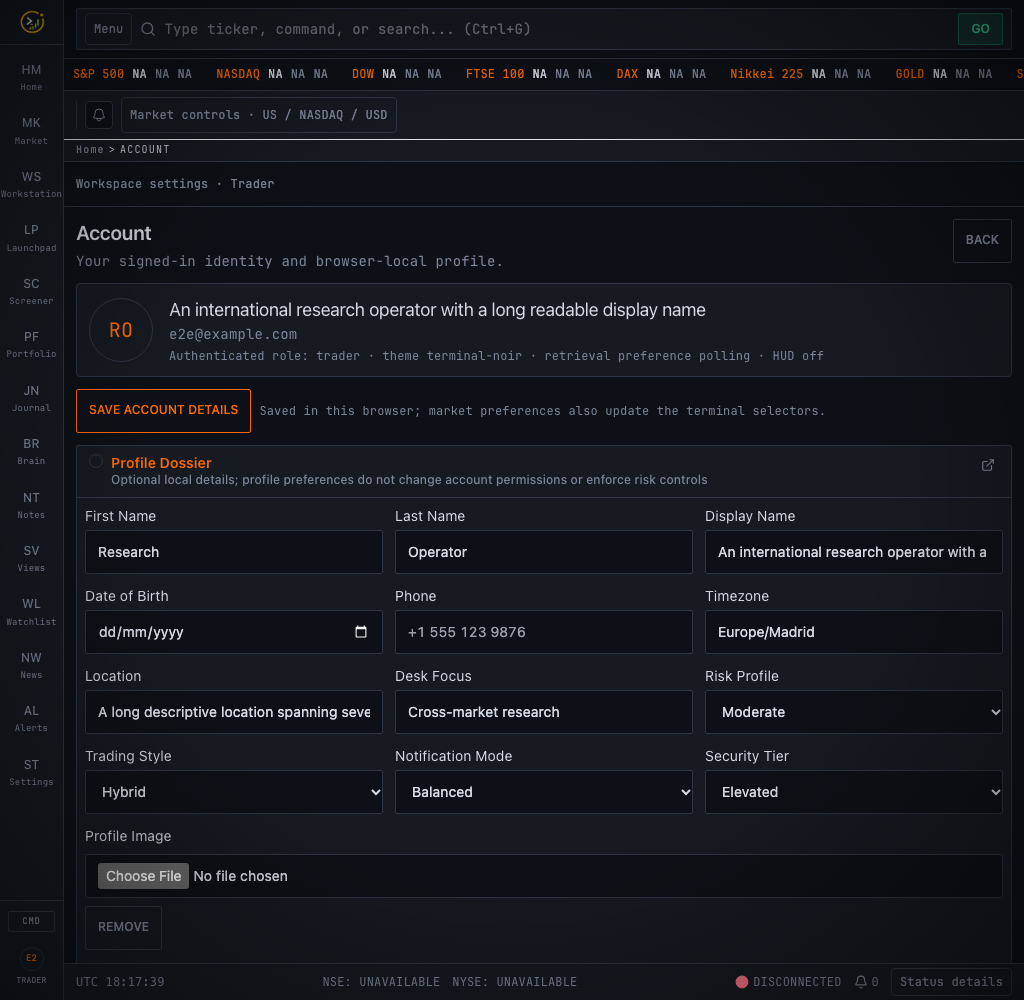 Menu Type ticker, command, or search... (Ctrl+G) GO
S&P 500 NA NA NA NASDAQ NA NA NA DOW NA NA NA FTSE 100 NA NA NA DAX NA NA NA Nikkei 225 NA NA NA GOLD NA NA NA S
Market controls · US / NASDAQ / USD
Home > ACCOUNT
Workspace settings · Trader
HM
Home
MK
Market
WS
Workstation
LP
Launchpad
SC
Screener
PF
Portfolio
JN
Journal
BR
Brain
NT
Notes
SV
Views
WL
Watchlist
NW
News
AL
Alerts
ST
Settings
CMD
E2
TRADER
Account
BACK
Your signed-in identity and browser-local profile.
RO
An international research operator with a long readable display name
e2e@example.com
Authenticated role: trader · theme terminal-noir · retrieval preference polling · HUD off
SAVE ACCOUNT DETAILS Saved in this browser; market preferences also update the terminal selectors.
Profile Dossier
Optional local details; profile preferences do not change account permissions or enforce risk controls
First Name Last Name Display Name
Research Operator An international research operator with a
Date of Birth Phone Timezone
dd/mm/yyyy +1 555 123 9876 Europe/Madrid
Location Desk Focus Risk Profile
A long descriptive location spanning seve Cross-market research Moderate
Trading Style Notification Mode Security Tier
Hybrid Balanced Elevated
Profile Image
Choose File No file chosen
REMOVE
UTC 18:17:39 NSE: UNAVAILABLE NYSE: UNAVAILABLE DISCONNECTED 0 Status details